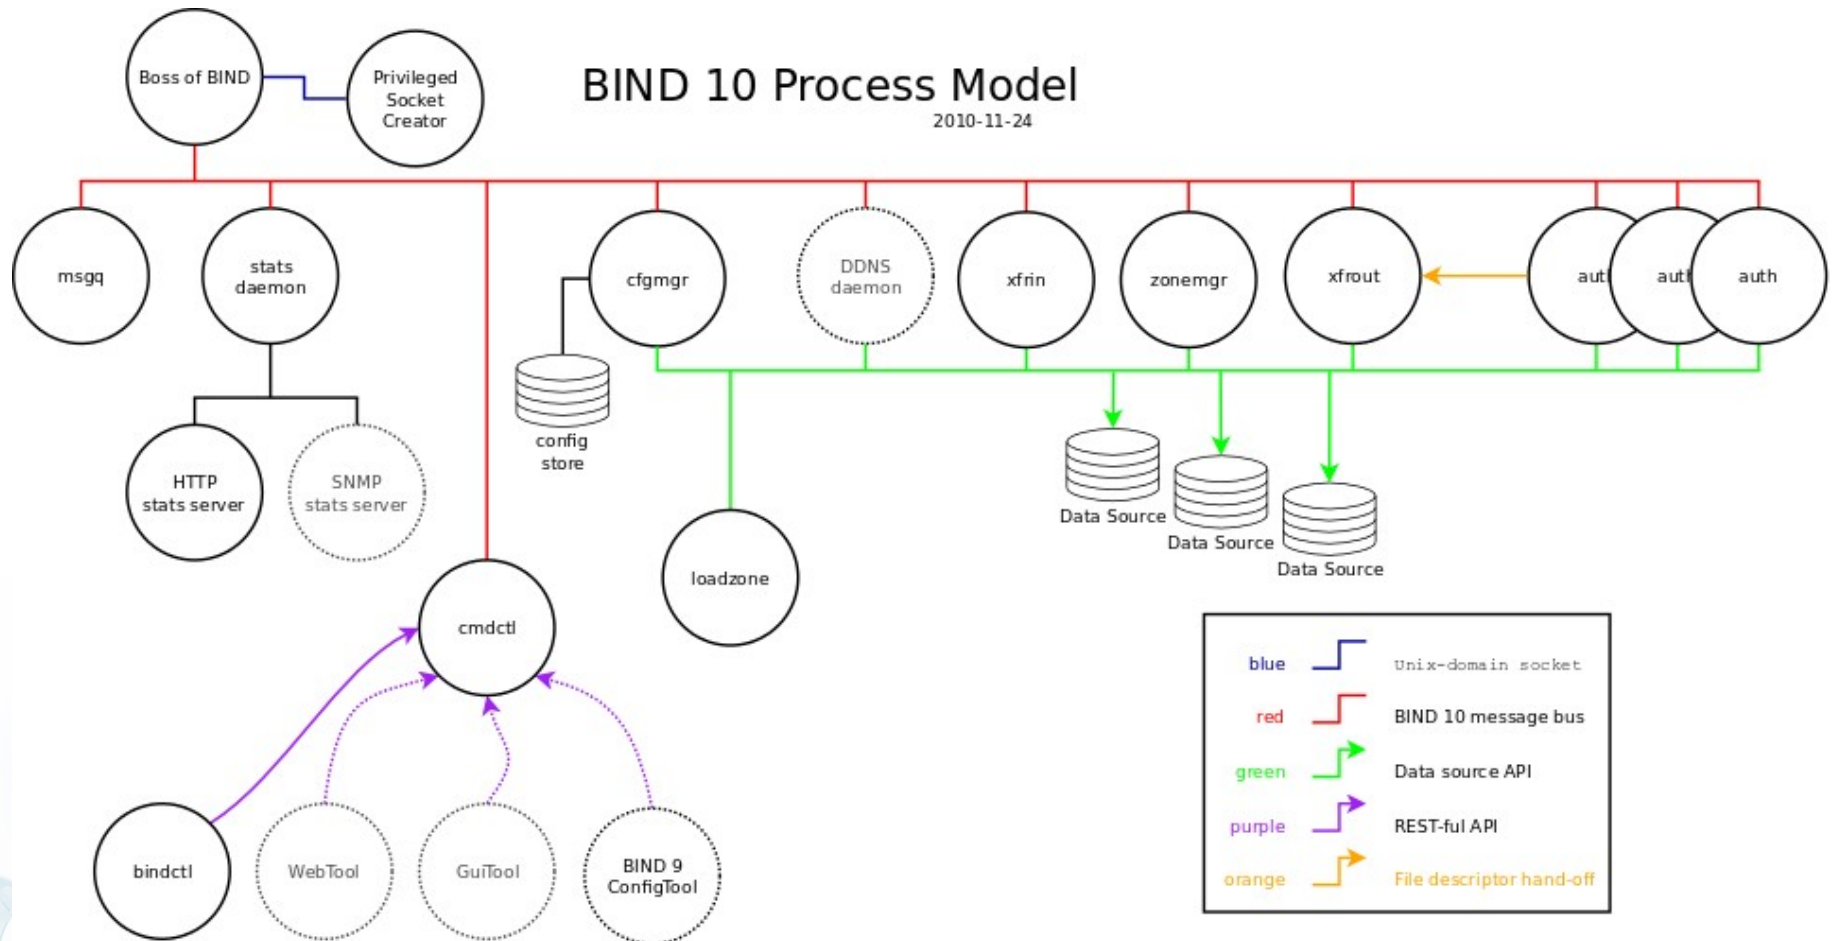 Boss of BIND
Privileged
Socket
Creator
BIND 10 Process Model
2010-11-24
msgq
stats
daemon
cfgmgr
DDNS
daemon
xfrin
zonemgr
xfrout
auth
auth
auth
config
store
HTTP
stats server
SNMP
stats server
Data Source
Data Source
Data Source
loadzone
cmdctl
bindctl
WebTool
GuiTool
BIND 9
ConfigTool
blue Unix-domain socket
red BIND 10 message bus
green Data source API
purple REST-ful API
orange File descriptor hand-off